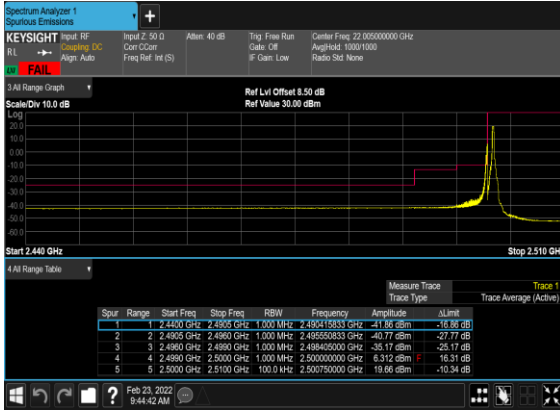 Spectrum Analyzer 1
Spurious Emissions
KEYSIGHT Input: RF Input Z: 50 Ω Atten: 40 dB Trig: Free Run Center Freq: 22.005000000 GHz
RL Coupling: DC Corr CCorr Gate: Off Avg|Hold: 1000/1000
Align: Auto Freq Ref: Int (S) IF Gain: Low Radio Std: None
FAIL
3 All Range Graph Ref Lvl Offset 8.50 dB
Scale/Div 10.0 dB Ref Value 30.00 dBm
Log
20.0
10.0
0.00
-10.0
-20.0
-30.0
-40.0
-50.0
-60.0
Start 2.440 GHz Stop 2.510 GH
4 All Range Table
Measure Trace Trace 1
Trace Type Trace Average (Active)
Spur Range Start Freq Stop Freq RBW Frequency Amplitude ΔLimit
1 1 2.4400 GHz 2.4905 GHz 1.000 MHz 2.490415833 GHz -41.86 dBm -16.86 dB
2 2 2.4905 GHz 2.4960 GHz 1.000 MHz 2.495550833 GHz -40.77 dBm -27.77 dB
3 3 2.4960 GHz 2.4990 GHz 1.000 MHz 2.498405000 GHz -35.17 dBm -25.17 dB
4 4 2.4990 GHz 2.5000 GHz 1.000 MHz 2.500000000 GHz 6.312 dBm F 16.31 dB
5 5 2.5000 GHz 2.5100 GHz 100.0 kHz 2.500750000 GHz 19.66 dBm -10.34 dB
Feb 23, 2022
9:44:42 AM